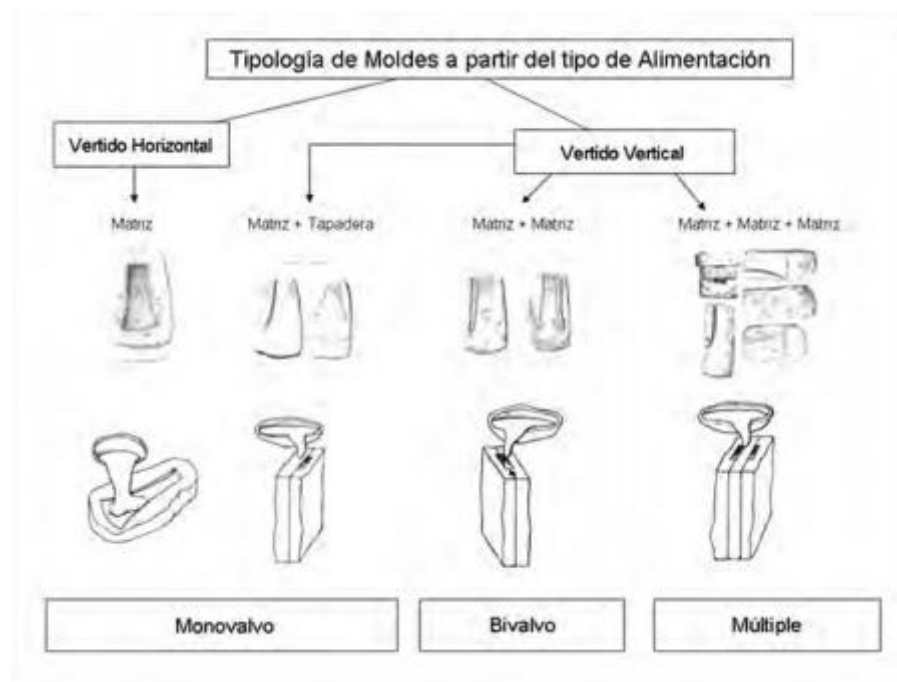 Tipología de Moldes a partir del tipo de Alimentación
Vertido Horizontal
Vertido Vertical
Matriz
Matriz + Tapadera
Matriz + Matriz
Matriz + Matriz + Matriz
Monovalvo
Bivalvo
Múltiple